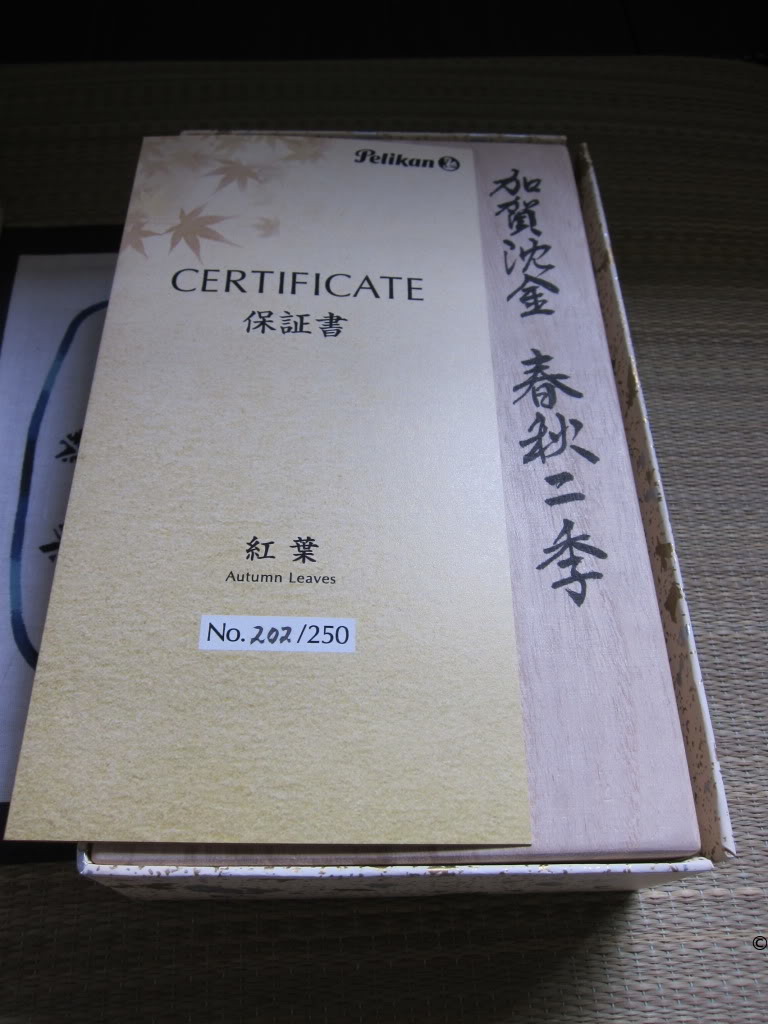 Pelikan
CERTIFICATE
保証書
紅葉
Autumn Leaves
No. 202/250
加賀沈金 春秋二季
©